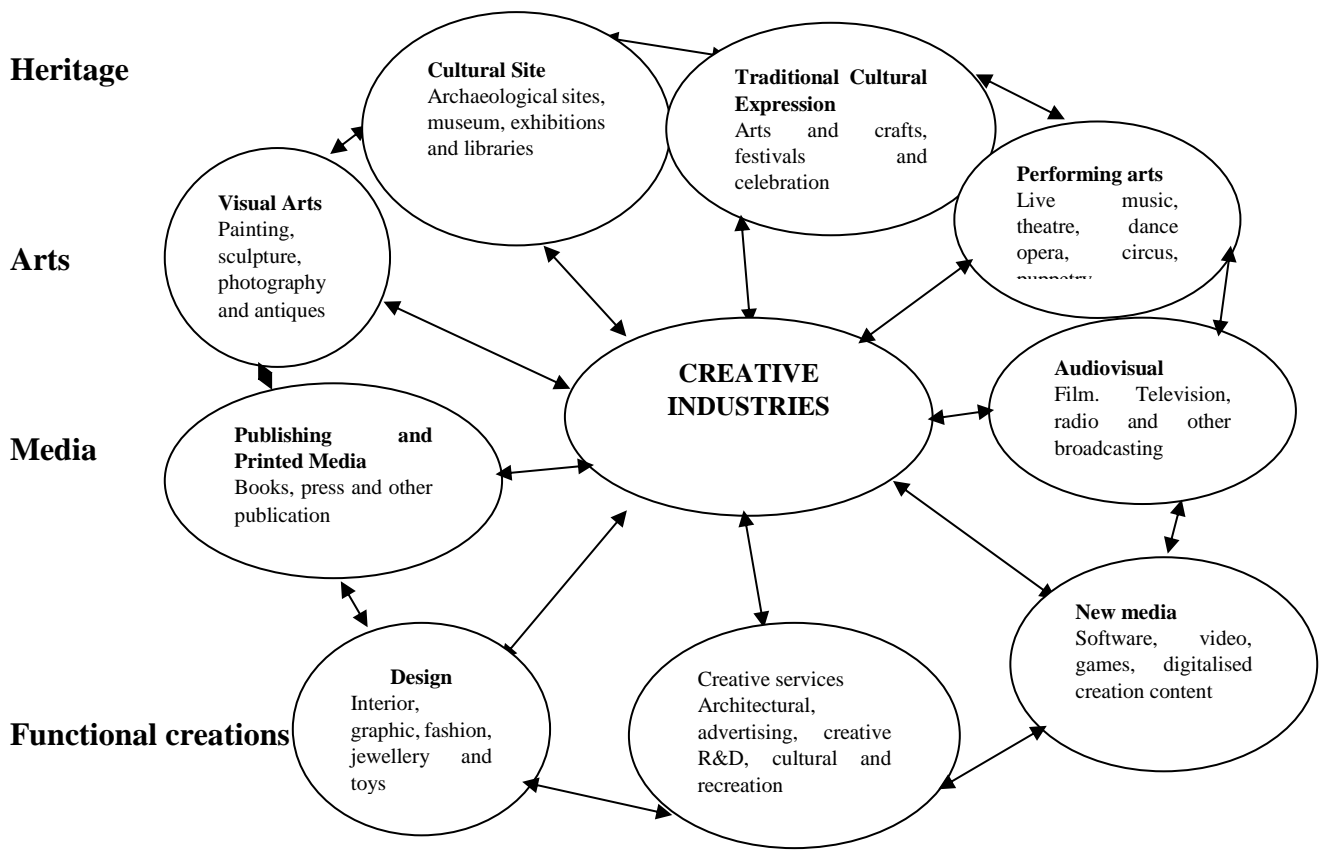 Heritage
Cultural Site
Archaeological sites,
museum, exhibitions
and libraries
Traditional Cultural
Expression
Arts and crafts,
festivals and
celebration
Performing arts
Live music,
theatre, dance
opera, circus,
puppetry
Arts
Visual Arts
Painting,
sculpture,
photography
and antiques
CREATIVE
INDUSTRIES
Audiovisual
Film. Television,
radio and other
broadcasting
Media
Publishing and
Printed Media
Books, press and other
publication
New media
Software, video,
games, digitalised
creation content
Functional creations
Design
Interior,
graphic, fashion,
jewellery and
toys
Creative services
Architectural,
advertising, creative
R&D, cultural and
recreation